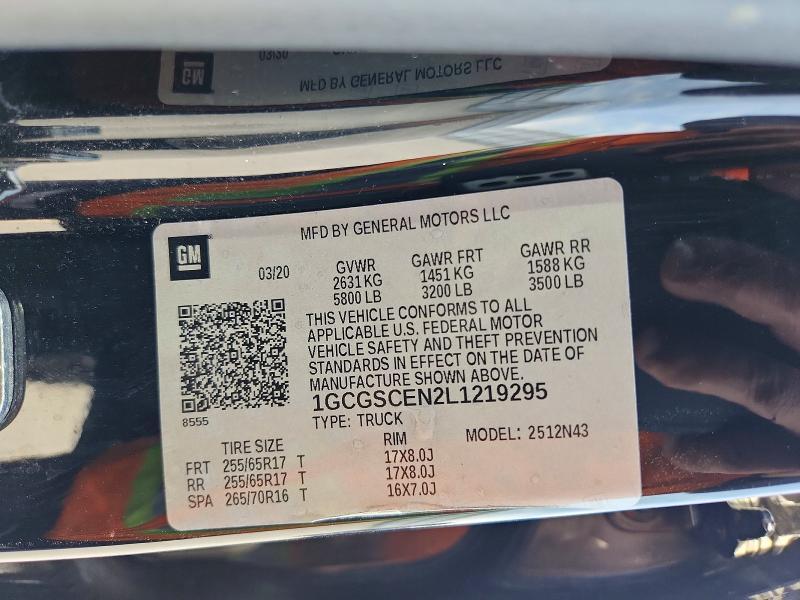 03/20
MFD BY GENERAL MOTORS LLC
GM
MFD BY GENERAL MOTORS LLC
GM
03/20
GVWR
2631 KG
5800 LB
GAWR FRT
1451 KG
3200 LB
GAWR RR
1588 KG
3500 LB
THIS VEHICLE CONFORMS TO ALL
APPLICABLE U.S. FEDERAL MOTOR
VEHICLE SAFETY AND THEFT PREVENTION
STANDARDS IN EFFECT ON THE DATE OF
MANUFACTURE SHOWN ABOVE.
1GCGSCEN2L1219295
8555
TYPE: TRUCK
TIRE SIZE
RIM
MODEL: 2512N43
FRT 255/65R17 T 17X8.0J
RR 255/65R17 T 17X8.0J
SPA 265/70R16 T 16X7.0J